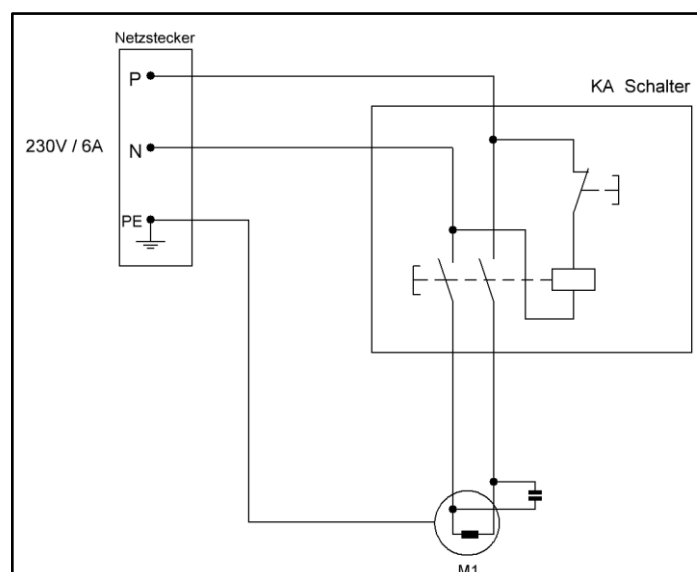 Netzstecker
P
KA Schalter
230V / 6A
N
PE
M1